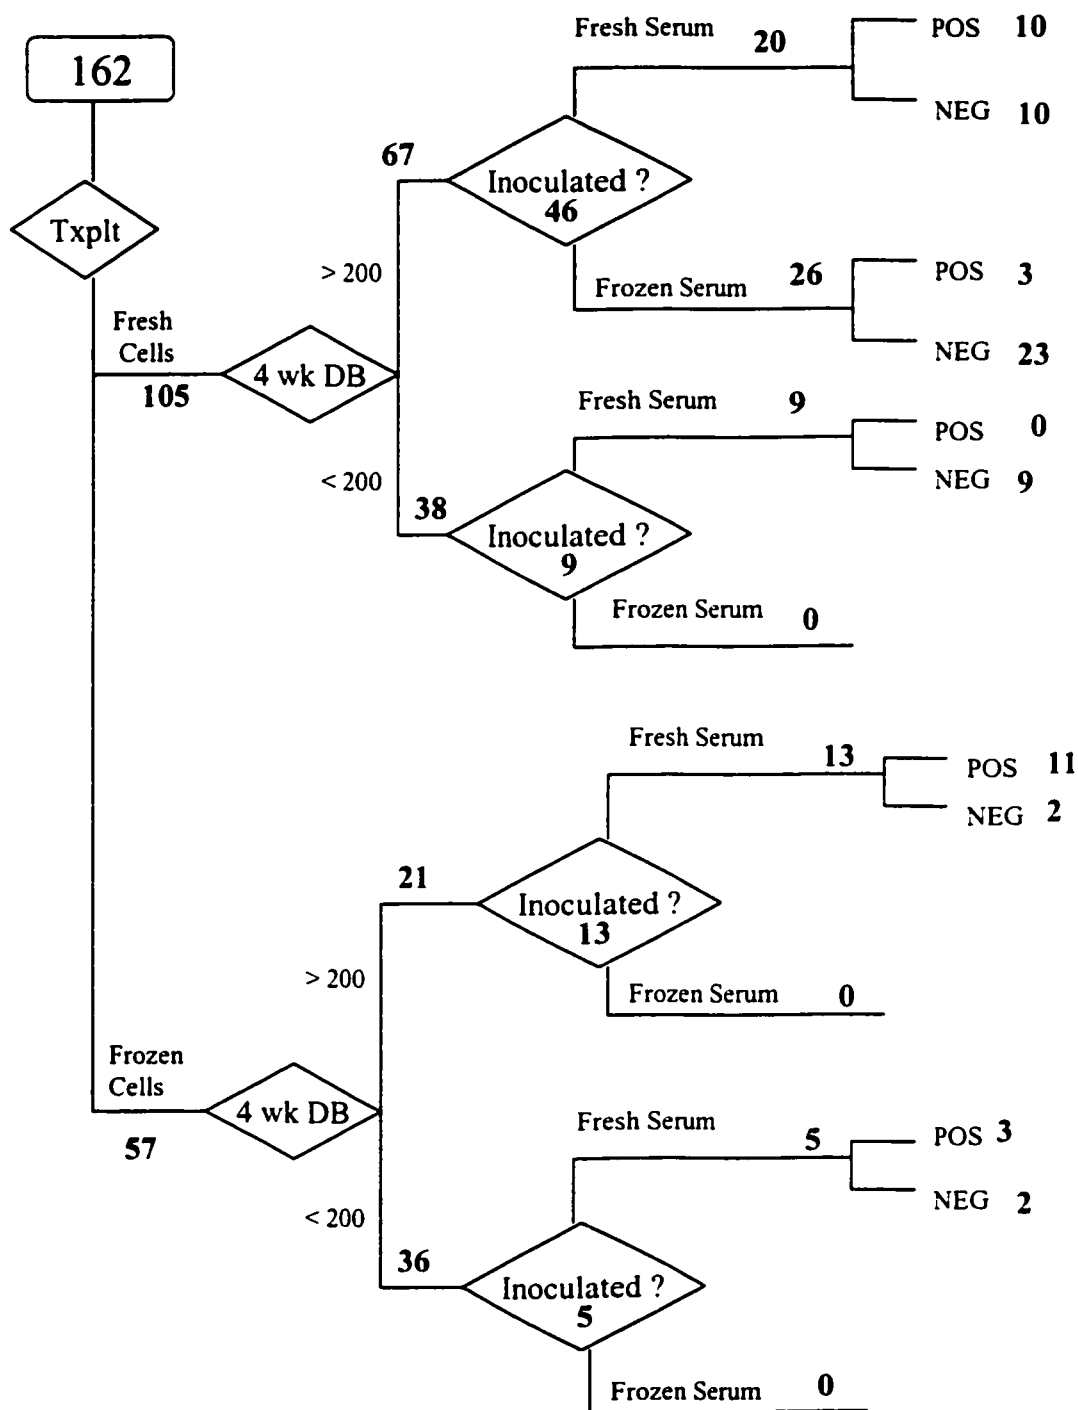 162
Txplt
Fresh
Cells
105
4 wk DB
> 200
67
Inoculated ?
46
Fresh Serum 20
POS 10
NEG 10
Frozen Serum 26
POS 3
NEG 23
< 200
38
Inoculated ?
9
Fresh Serum 9
POS 0
NEG 9
Frozen Serum 0
Frozen
Cells
57
4 wk DB
> 200
21
Inoculated ?
13
Fresh Serum 13
POS 11
NEG 2
Frozen Serum 0
< 200
36
Inoculated ?
5
Fresh Serum 5
POS 3
NEG 2
Frozen Serum 0